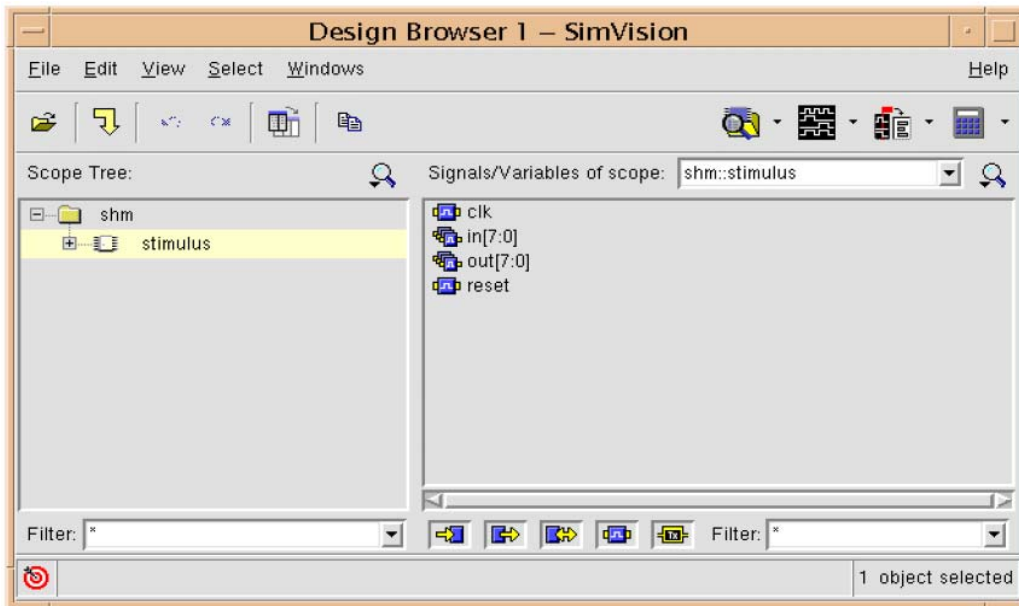 Design Browser 1 – SimVision
File Edit View Select Windows Help
Scope Tree:
Signals/Variables of scope: shm::stimulus
shm
stimulus
clk
in[7:0]
out[7:0]
reset
Filter: *
Filter: *
1 object selected